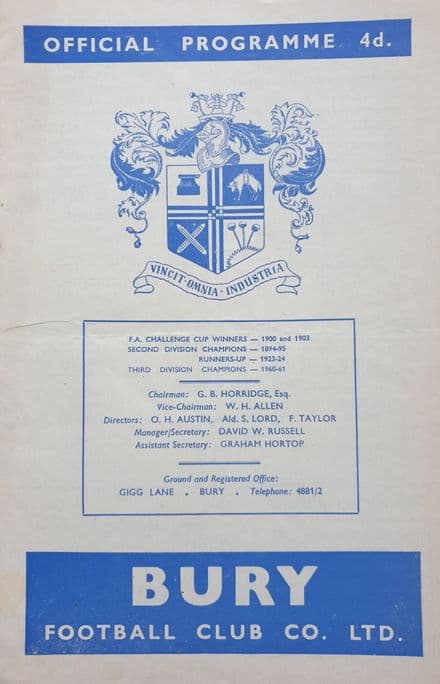 OFFICIAL PROGRAMME 4d.
VINCIT·OMNIA·INDUSTRIA
F.A. CHALLENGE CUP WINNERS — 1900 and 1903
SECOND DIVISION CHAMPIONS — 1894-95
RUNNERS-UP — 1923-24
THIRD DIVISION CHAMPIONS — 1960-61
Chairman: G. B. HORRIDGE, Esq.
Vice-Chairman: W. H. ALLEN
Directors: O. H. AUSTIN, Ald. S. LORD, F. TAYLOR
Manager/Secretary: DAVID W. RUSSELL
Assistant Secretary: GRAHAM HORTOP
Ground and Registered Office:
GIGG LANE . BURY . Telephone: 4881/2
BURY
FOOTBALL CLUB CO. LTD.